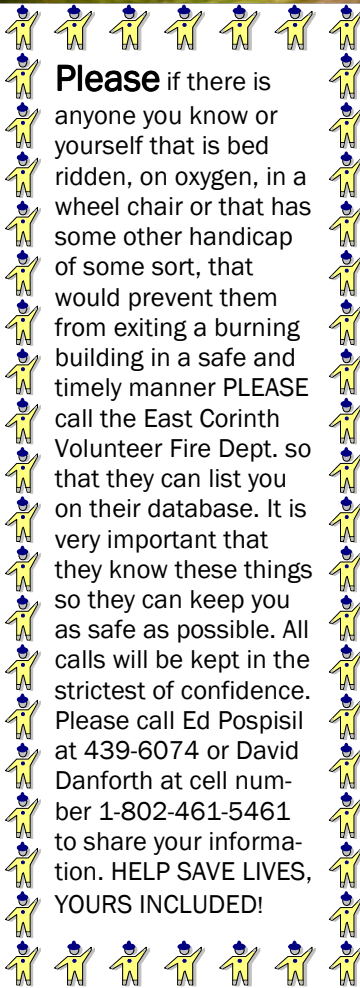 Please if there is
anyone you know or
yourself that is bed
ridden, on oxygen, in a
wheel chair or that has
some other handicap
of some sort, that
would prevent them
from exiting a burning
building in a safe and
timely manner PLEASE
call the East Corinth
Volunteer Fire Dept. so
that they can list you
on their database. It is
very important that
they know these things
so they can keep you
as safe as possible. All
calls will be kept in the
strictest of confidence.
Please call Ed Pospisil
at 439-6074 or David
Danforth at cell num-
ber 1-802-461-5461
to share your informa-
tion. HELP SAVE LIVES,
YOURS INCLUDED!